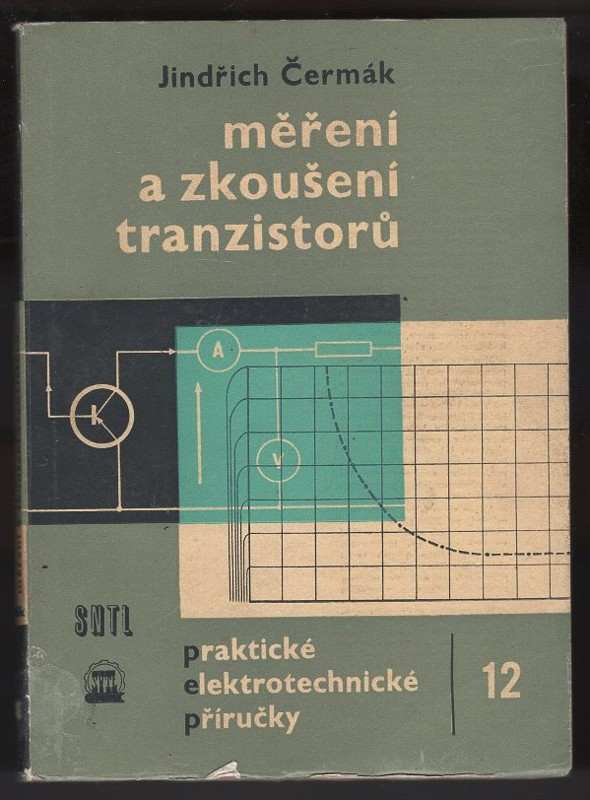 Jindřich Čermák
měření
a zkoušení
tranzistorů
A
V
SNTL
praktické
elektrotechnické
příručky
12